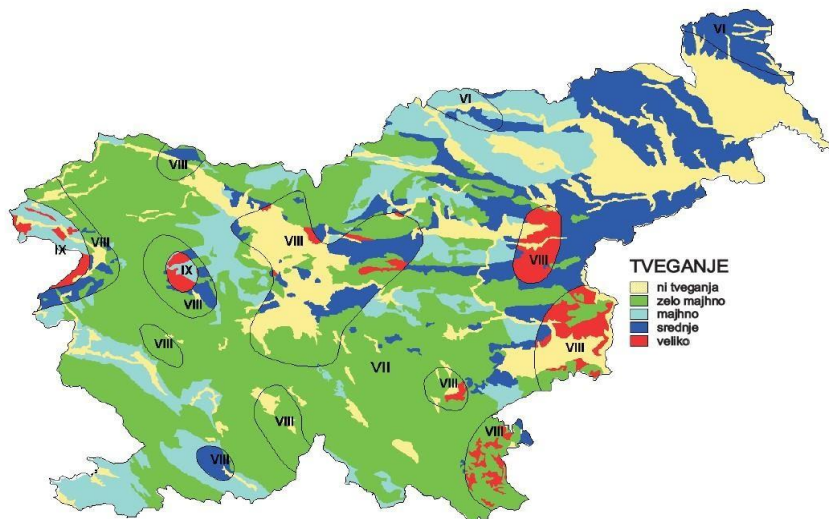 VI
VI
VIII
VIII
VIII
IX
IX
VIII
VIII
VIII
VIII
VII
VIII
VIII
VIII
VIII
VIII
TVEGANJE
ni tveganja
zelo majhno
majhno
srednje
veliko